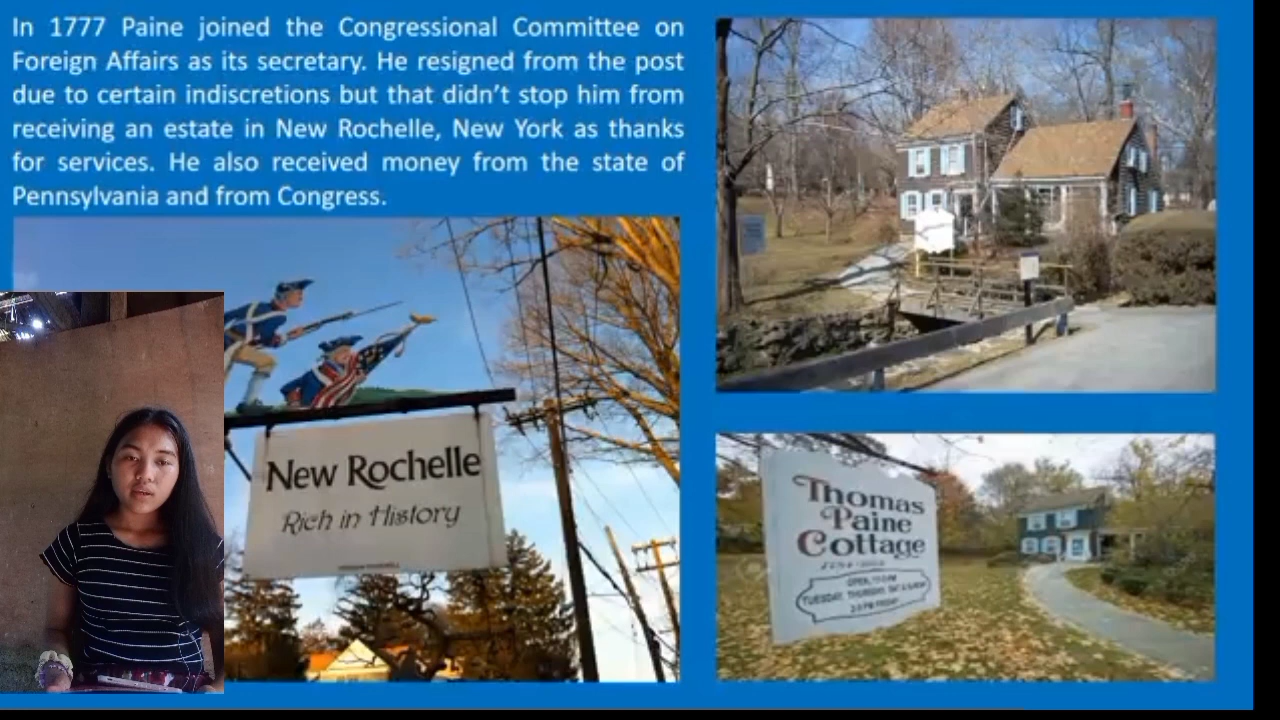 In 1777 Paine joined the Congressional Committee on
Foreign Affairs as its secretary. He resigned from the post
due to certain indiscretions but that didn't stop him from
receiving an estate in New Rochelle, New York as thanks
for services. He also received money from the state of
Pennsylvania and from Congress.
New Rochelle
Rich in History
Thomas
Paine
Cottage
OPEN
TUESDAY, THURSDAY, SAT & SUNDAY